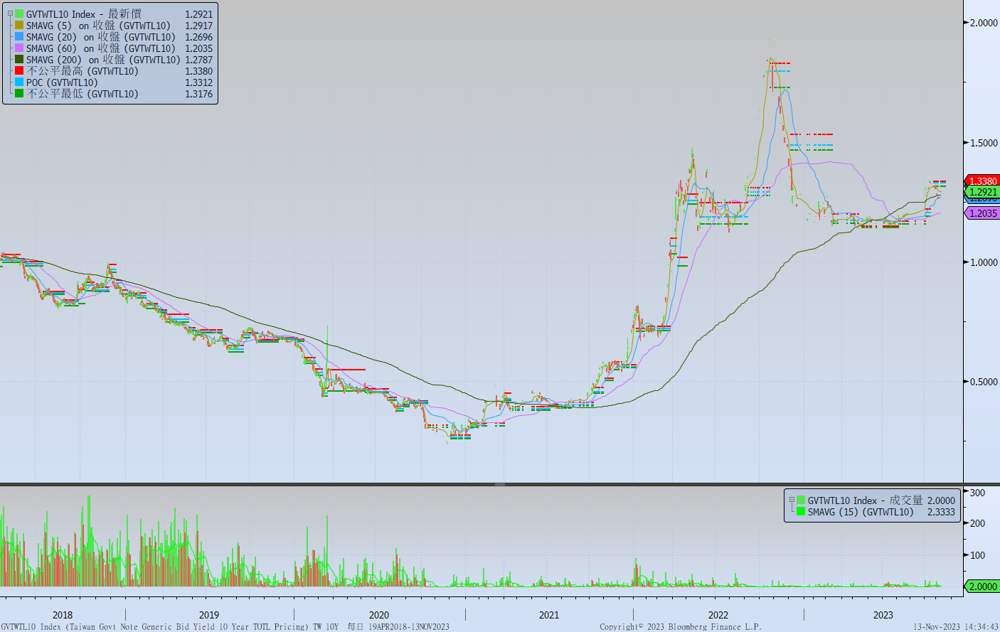 GVTWTL10 Index - 最新價 1.2921
SMAVG (5) on 收盤 (GVTWTL10) 1.2917
SMAVG (20) on 收盤 (GVTWTL10) 1.2696
SMAVG (60) on 收盤 (GVTWTL10) 1.2035
SMAVG (200) on 收盤 (GVTWTL10) 1.2787
不公平最高 (GVTWTL10) 1.3380
POC (GVTWTL10) 1.3312
不公平最低 (GVTWTL10) 1.3176
2.0000
1.5000
1.3380
1.2921
1.2035
1.0000
0.5000
GVTWTL10 Index - 成交量 2.0000
SMAVG (15) (GVTWTL10) 2.3333
300
200
100
2.0000
2018 2019 2020 2021 2022 2023
GVTWTL10 Index (Taiwan Govt Note Generic Bid Yield 10 Year TOTL Pricing) TW 10Y 每日 19APR2018-13NOV2023 Copyright© 2023 Bloomberg Finance L.P. 13-Nov-2023 14:34:43